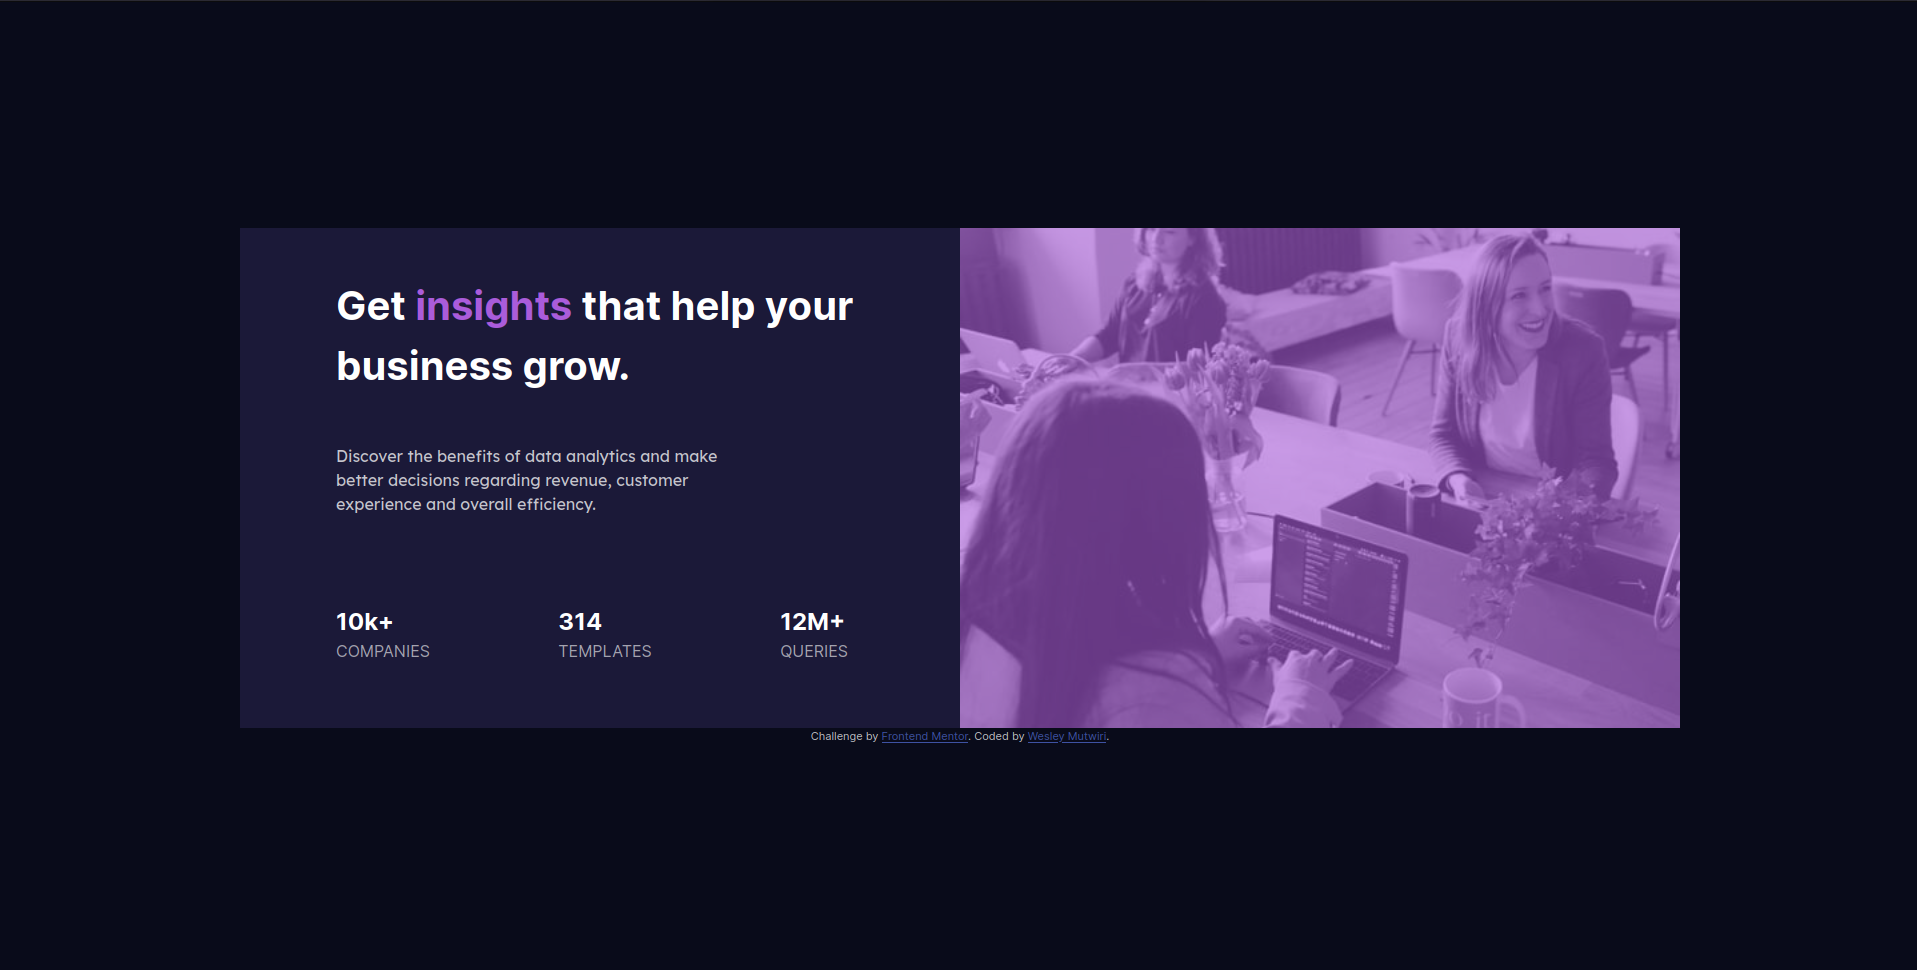 Get insights that help your
business grow.
Discover the benefits of data analytics and make
better decisions regarding revenue, customer
experience and overall efficiency.
10k+
COMPANIES
314
TEMPLATES
12M+
QUERIES
Challenge by Frontend Mentor. Coded by Wesley Mutwiri.